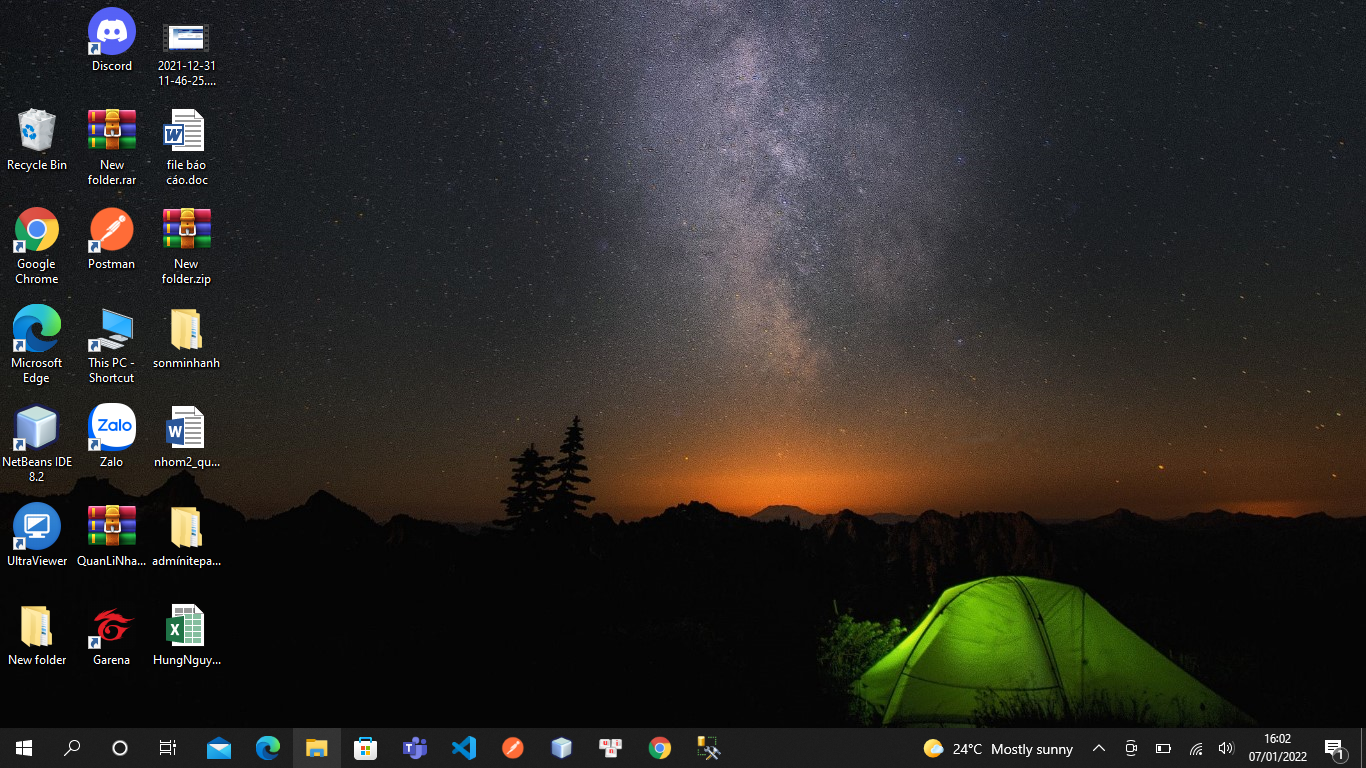 Discord
2021-12-31
11-46-25....
Recycle Bin
New
folder.rar
file báo
cáo.doc
Google
Chrome
Postman
New
folder.zip
Microsoft
Edge
This PC -
Shortcut
sonminhanh
NetBeans IDE
8.2
Zalo
Zalo
nhom2_qu...
UltraViewer
QuanLiNha...
admínitepa...
New folder
Garena
HungNguy...
24°C Mostly sunny
16:02
07/01/2022
1